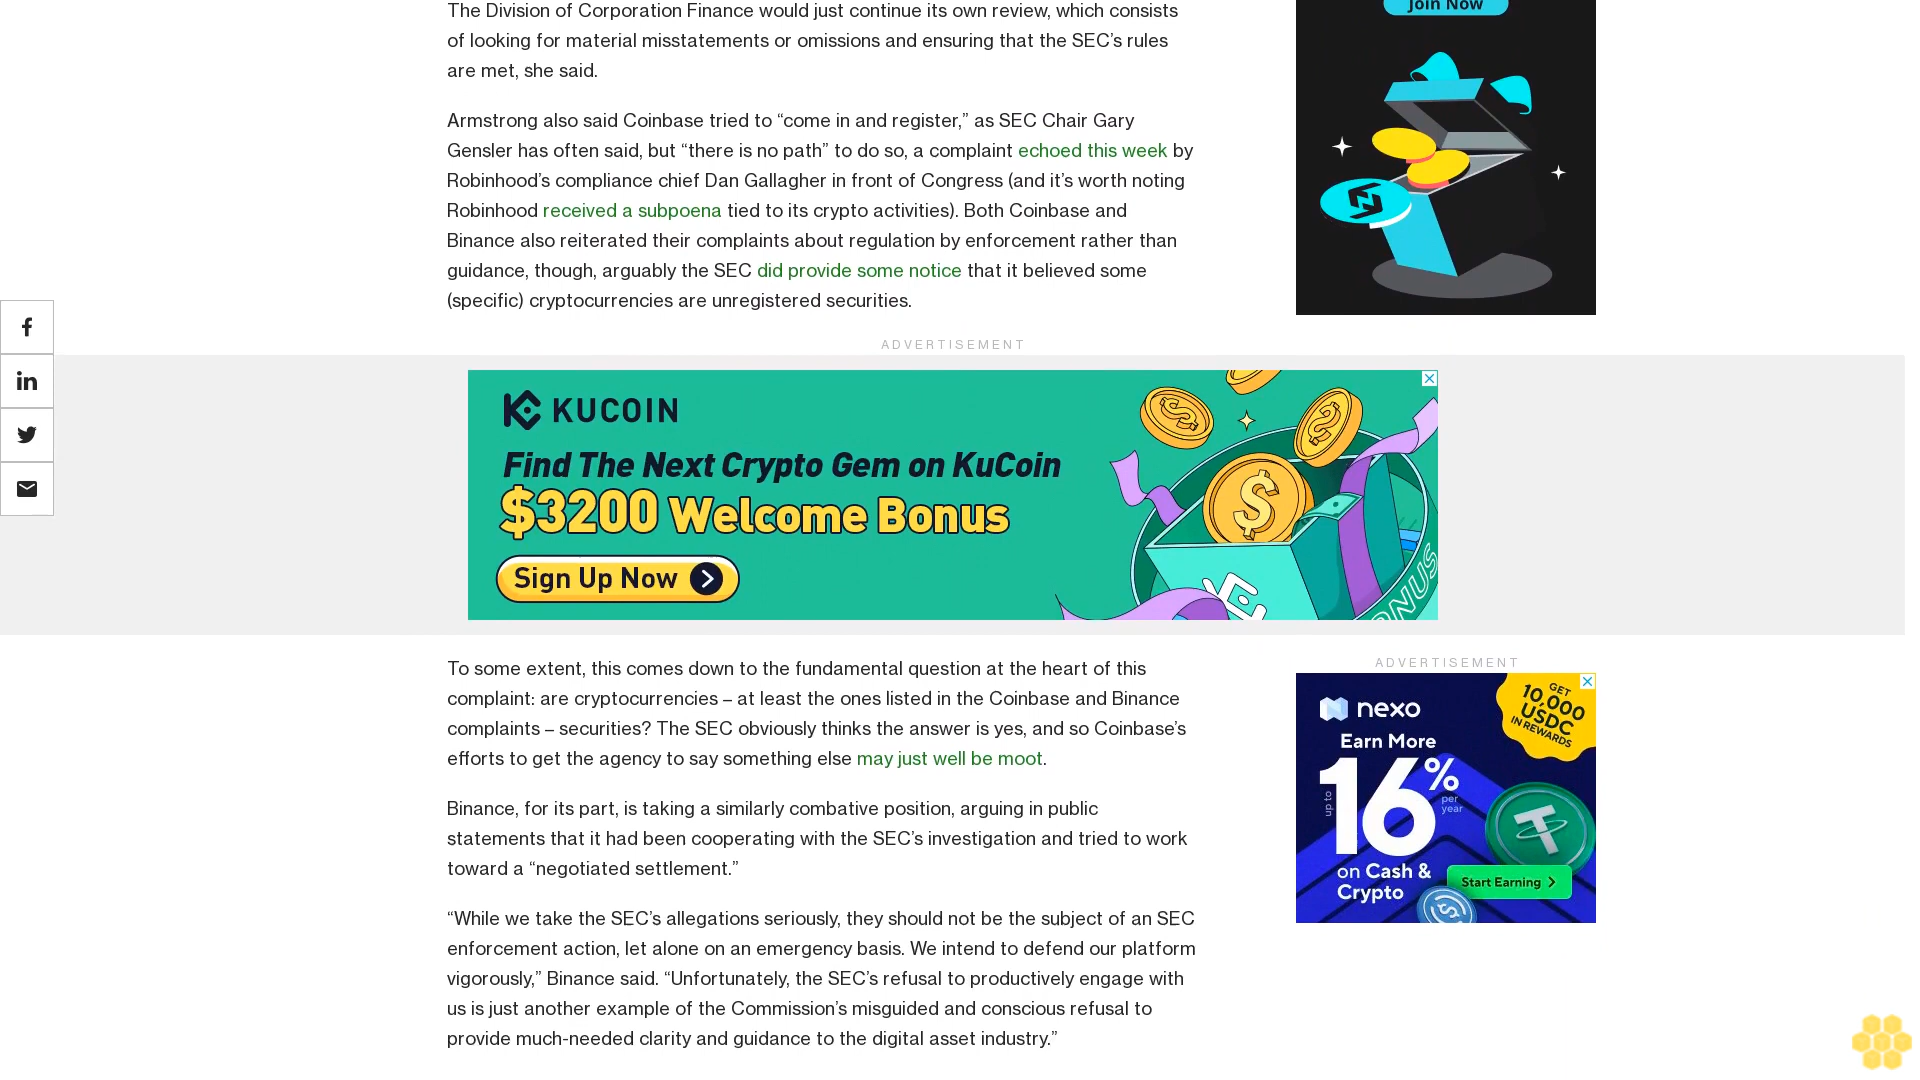 The Division of Corporation Finance would just continue its own review, which consists
of looking for material misstatements or omissions and ensuring that the SEC’s rules
are met, she said.
Armstrong also said Coinbase tried to “come in and register,” as SEC Chair Gary
Gensler has often said, but “there is no path” to do so, a complaint echoed this week by
Robinhood’s compliance chief Dan Gallagher in front of Congress (and it’s worth noting
Robinhood received a subpoena tied to its crypto activities). Both Coinbase and
Binance also reiterated their complaints about regulation by enforcement rather than
guidance, though, arguably the SEC did provide some notice that it believed some
(specific) cryptocurrencies are unregistered securities.
Join Now
ADVERTISEMENT
KUCOIN
Find The Next Crypto Gem on KuCoin
$3200 Welcome Bonus
Sign Up Now
BONUS
To some extent, this comes down to the fundamental question at the heart of this
complaint: are cryptocurrencies – at least the ones listed in the Coinbase and Binance
complaints – securities? The SEC obviously thinks the answer is yes, and so Coinbase’s
efforts to get the agency to say something else may just well be moot.
Binance, for its part, is taking a similarly combative position, arguing in public
statements that it had been cooperating with the SEC’s investigation and tried to work
toward a “negotiated settlement.”
“While we take the SEC’s allegations seriously, they should not be the subject of an SEC
enforcement action, let alone on an emergency basis. We intend to defend our platform
vigorously,” Binance said. “Unfortunately, the SEC’s refusal to productively engage with
us is just another example of the Commission’s misguided and conscious refusal to
provide much-needed clarity and guidance to the digital asset industry.”
ADVERTISEMENT
nexo
GET
10,000
USDC
IN REWARDS
Earn More
up to
16%
per
year
on Cash &
Crypto
Start Earning